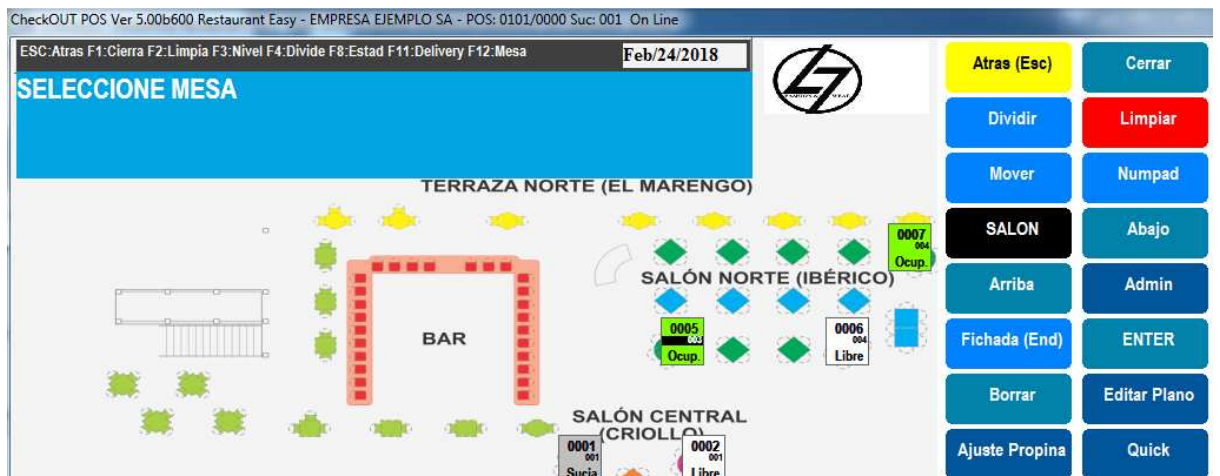 CheckOUT POS Ver 5.00b600 Restaurant Easy - EMPRESA EJEMPLO SA - POS: 0101/0000 Suc: 001 On Line
ESC:Atras F1:Cierra F2:Limpia F3:Nivel F4:Divide F8:Estad F11:Delivery F12:Mesa
Feb/24/2018
SELECCIONE MESA
Atras (Esc)
Cerrar
Dividir
Limpiar
Mover
Numpad
SALON
Abajo
Arriba
Admin
Fichada (End)
ENTER
Borrar
Editar Plano
Ajuste Propina
Quick
TERRAZA NORTE (EL MARENGO)
0007
004
Ocup.
SALÓN NORTE (IBÉRICO)
BAR
0005
003
Ocup.
0006
004
Libre
SALÓN CENTRAL
(CRIOLLO)
0001
001
Sucia
0002
001
Libre